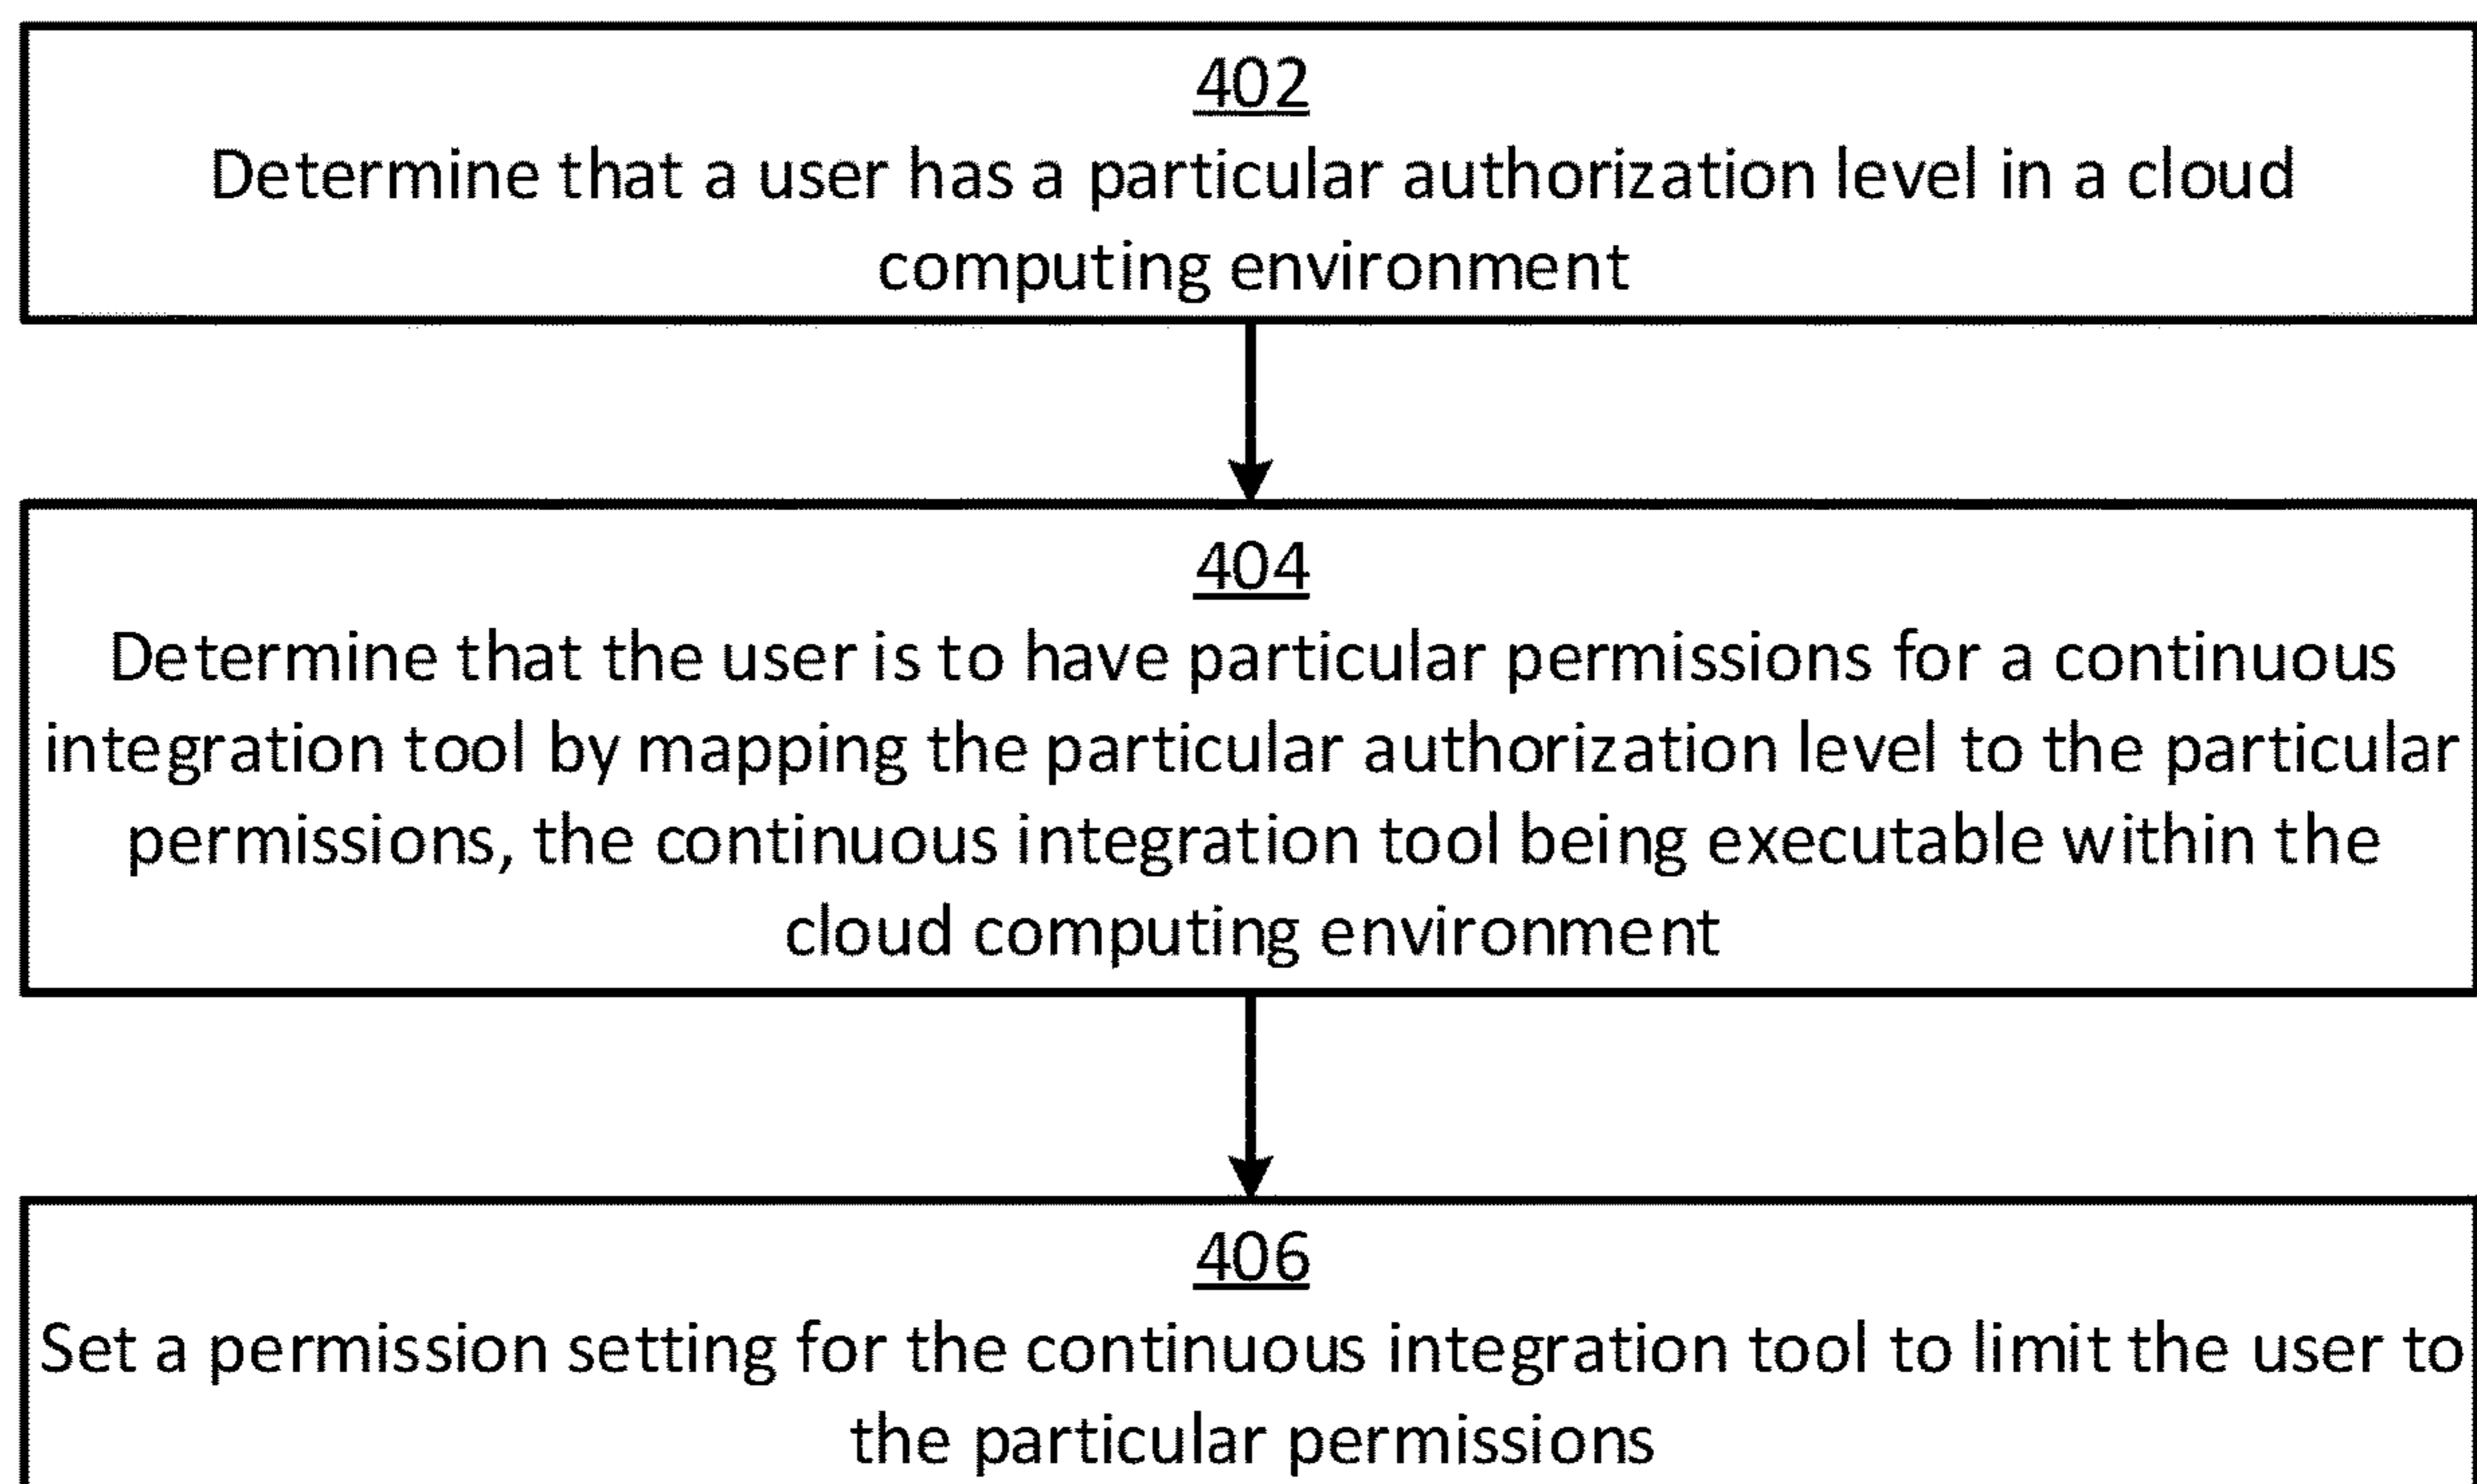 402
Determine that a user has a particular authorization level in a cloud
computing environment
404
Determine that the user is to have particular permissions for a continuous
integration tool by mapping the particular authorization level to the particular
permissions, the continuous integration tool being executable within the
cloud computing environment
406
Set a permission setting for the continuous integration tool to limit the user to
the particular permissions